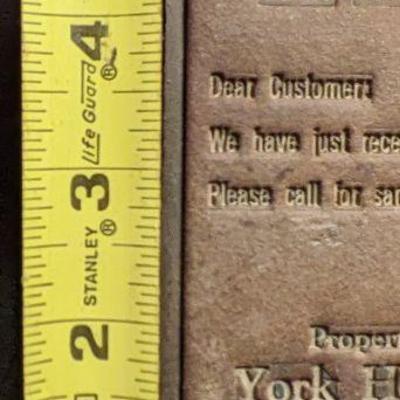 4
Life Guard®
3
STANLEY®
2
Dear Customer:
We have just rece
Please call for sa
Proper
York H